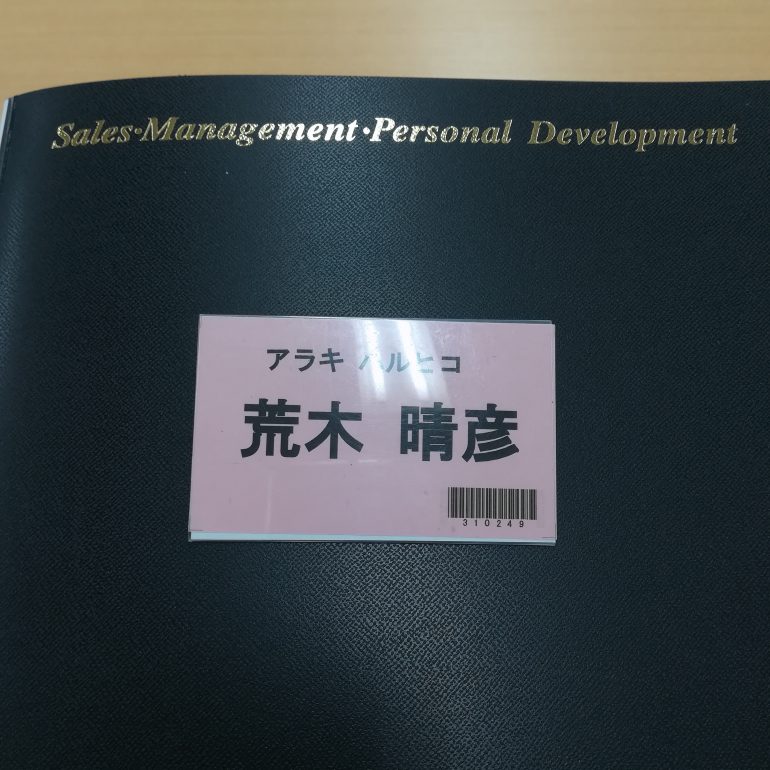 Sales・Management・Personal Development
アラキ ハルヒコ
荒木 晴彦
310249